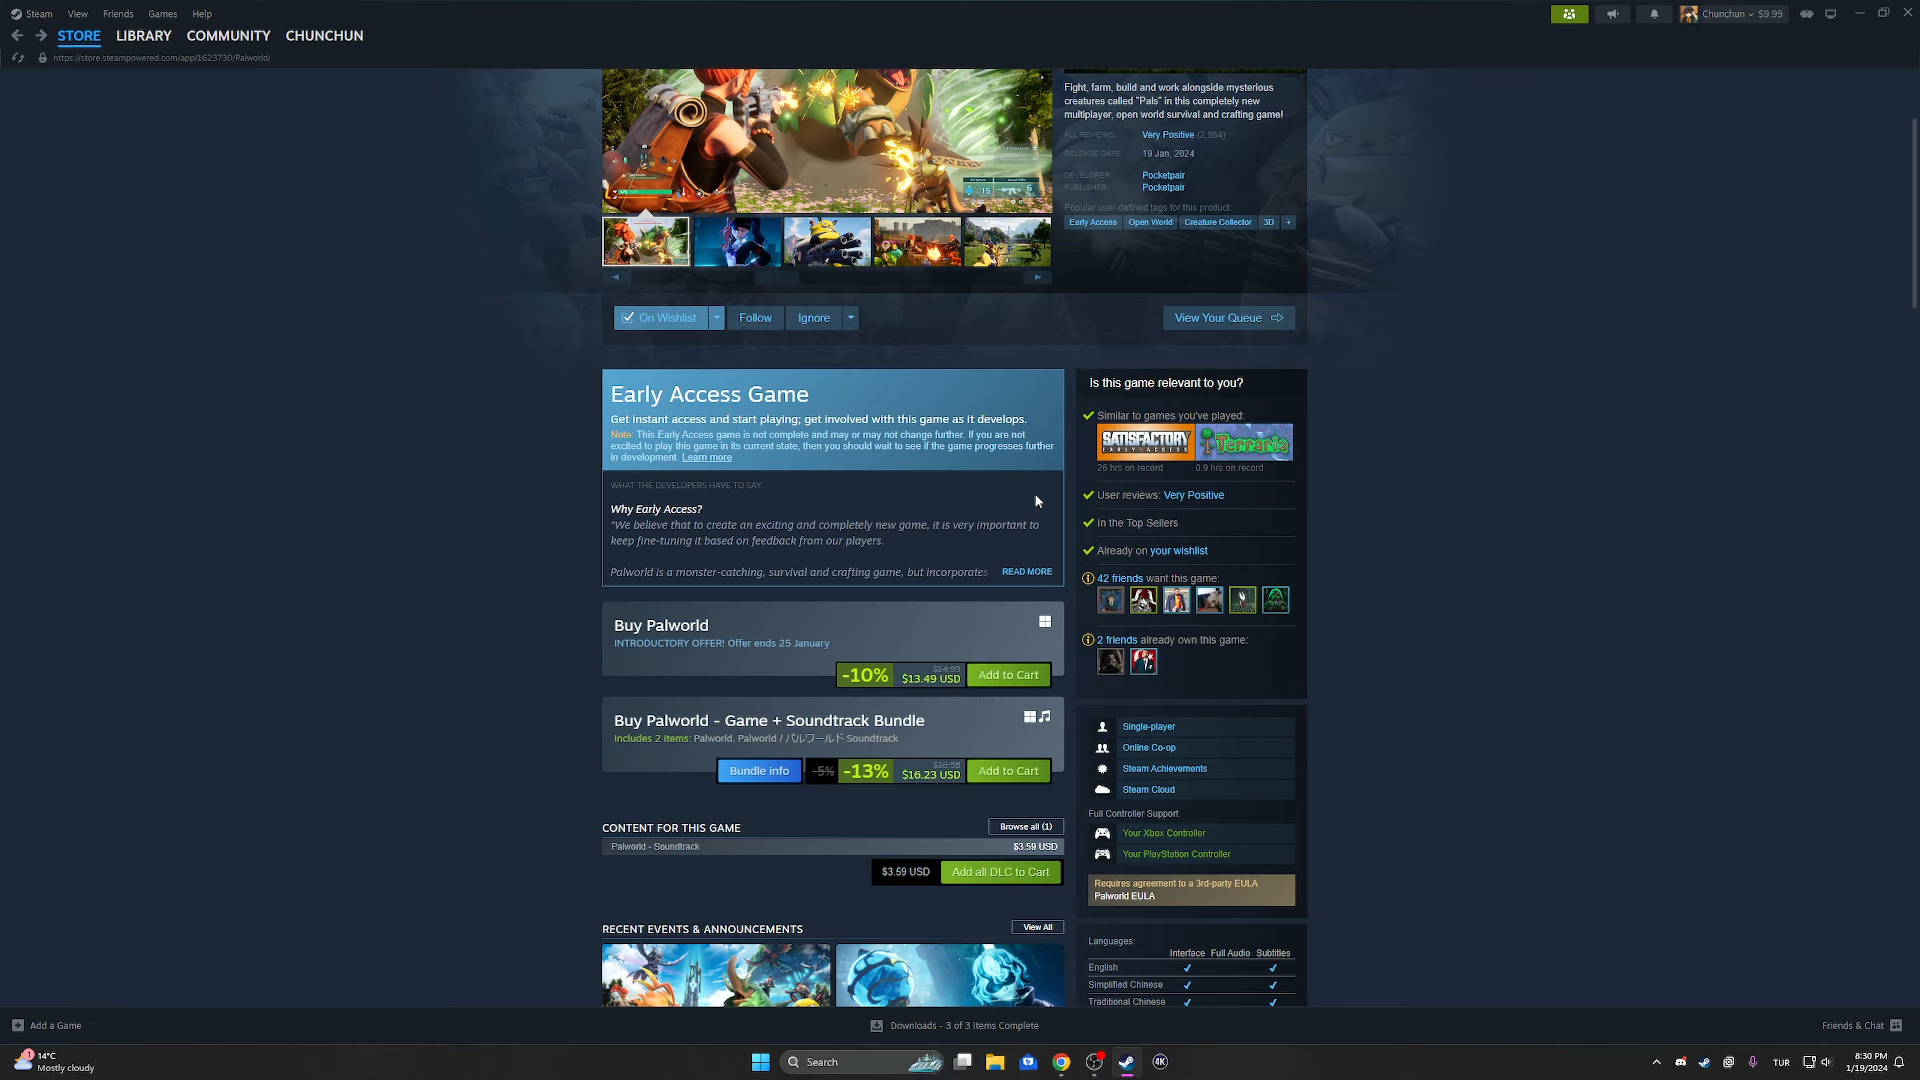 Steam View Friends Games Help
Chunchun $9.99
STORE LIBRARY COMMUNITY CHUNCHUN
https://store.steampowered.com/app/1623730/Palworld/
Fight, farm, build and work alongside mysterious
creatures called "Pals" in this completely new
multiplayer, open world survival and crafting game!
ALL REVIEWS: Very Positive (2,864)
RELEASE DATE: 19 Jan, 2024
DEVELOPER: Pocketpair
PUBLISHER: Pocketpair
Popular user-defined tags for this product:
Early Access Open World Creature Collector 3D +
On Wishlist Follow Ignore View Your Queue
Early Access Game
Get instant access and start playing; get involved with this game as it develops.
Note: This Early Access game is not complete and may or may not change further. If you are not
excited to play this game in its current state, then you should wait to see if the game progresses further
in development. Learn more
WHAT THE DEVELOPERS HAVE TO SAY:
Why Early Access?
"We believe that to create an exciting and completely new game, it is very important to
keep fine-tuning it based on feedback from our players.
Palworld is a monster-catching, survival and crafting game, but incorporates READ MORE
Is this game relevant to you?
Similar to games you've played:
SATISFACTORY
EARLY-ACCESS
Terraria
26 hrs on record 0.9 hrs on record
User reviews: Very Positive
In the Top Sellers
Already on your wishlist
42 friends want this game:
2 friends already own this game:
Buy Palworld
INTRODUCTORY OFFER! Offer ends 25 January
-10% $14.99 $13.49 USD Add to Cart
Buy Palworld - Game + Soundtrack Bundle
Includes 2 items: Palworld, Palworld / パルワールド Soundtrack
Bundle info -5% -13% $18.58 $16.23 USD Add to Cart
Single-player
Online Co-op
Steam Achievements
Steam Cloud
Full Controller Support
Your Xbox Controller
Your PlayStation Controller
Requires agreement to a 3rd-party EULA
Palworld EULA
CONTENT FOR THIS GAME Browse all (1)
Palworld - Soundtrack $3.59 USD
$3.59 USD Add all DLC to Cart
RECENT EVENTS & ANNOUNCEMENTS View All
Languages:
Interface Full Audio Subtitles
English
Simplified Chinese
Traditional Chinese
Add a Game Downloads - 3 of 3 Items Complete Friends & Chat
1
14°C
Mostly cloudy
Search
4K
TUR
8:30 PM
1/19/2024